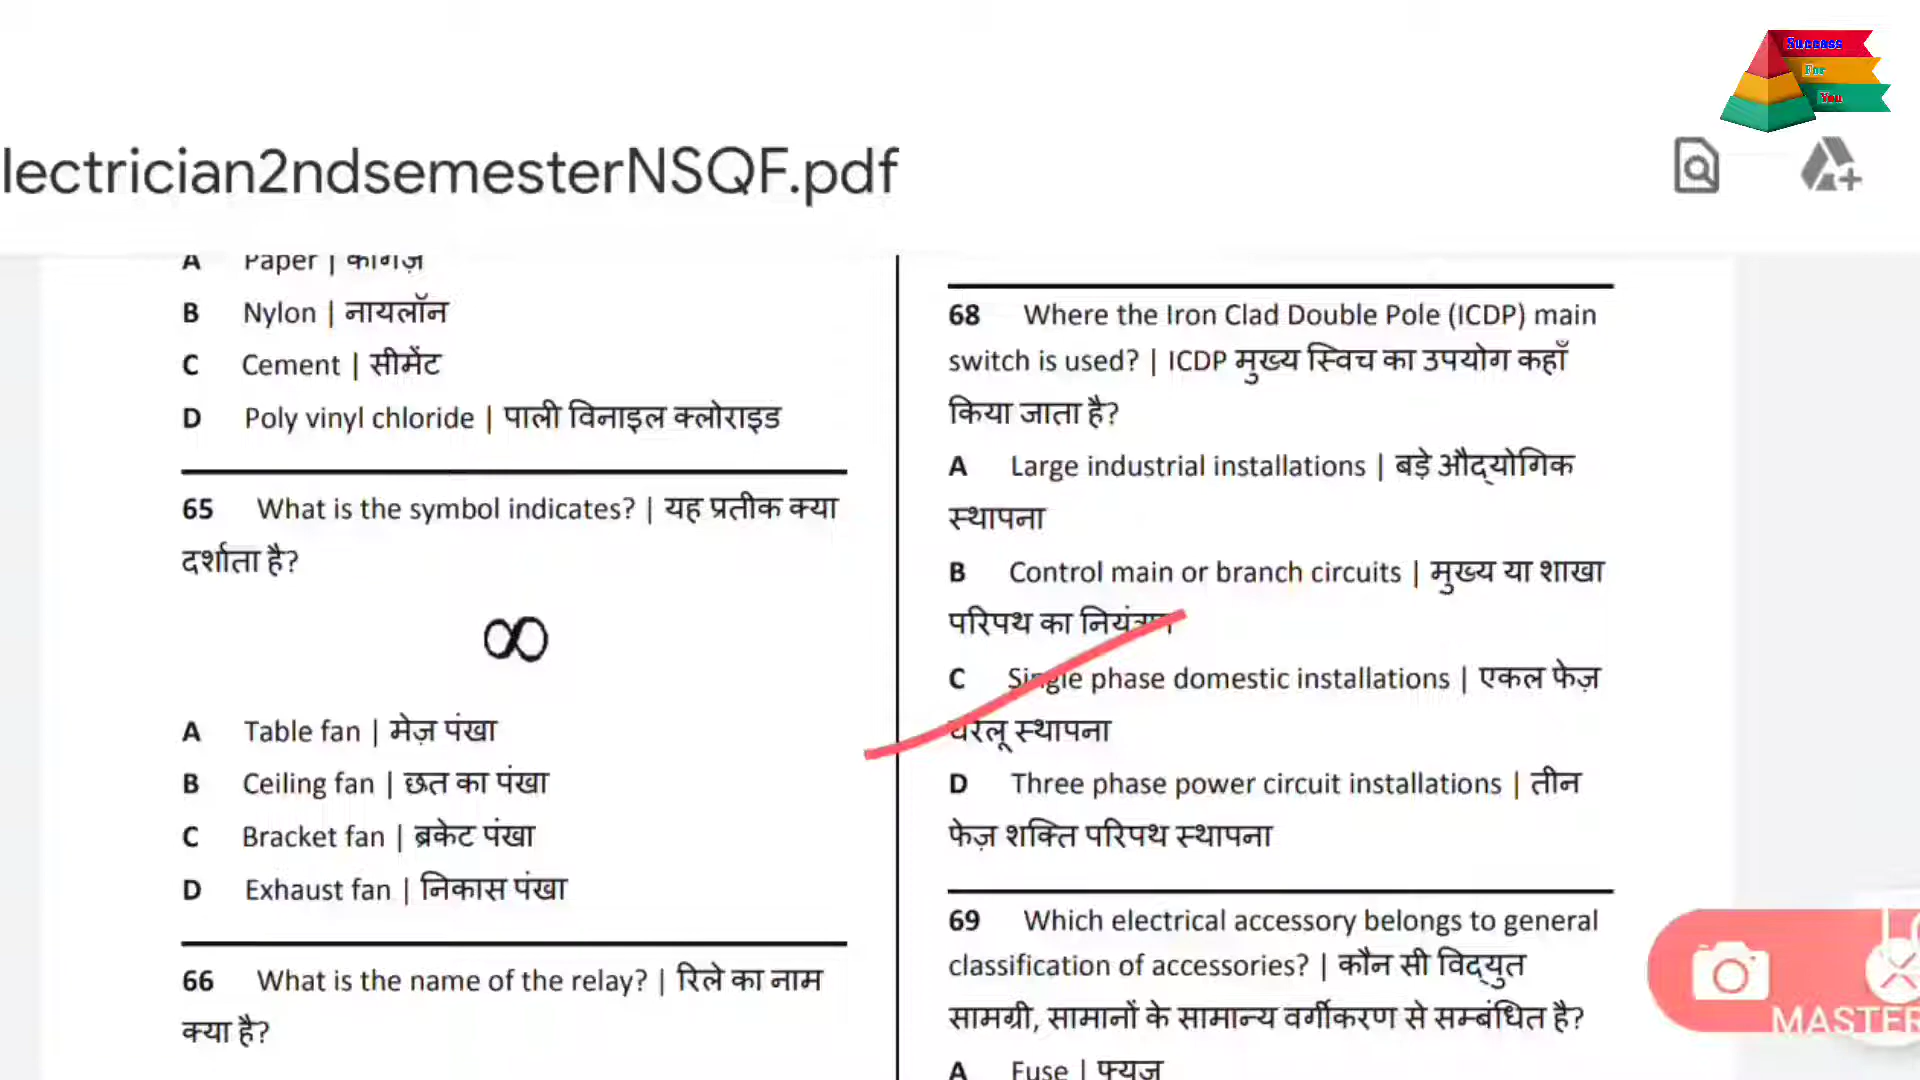 Success
For
You
lectrician2ndsemesterNSQF.pdf
A Paper | कागज़
B Nylon | नायलॉन
C Cement | सीमेंट
D Poly vinyl chloride | पाली विनाइल क्लोराइड
65 What is the symbol indicates? | यह प्रतीक क्या
दर्शाता है?
A Table fan | मेज़ पंखा
B Ceiling fan | छत का पंखा
C Bracket fan | ब्रकेट पंखा
D Exhaust fan | निकास पंखा
66 What is the name of the relay? | रिले का नाम
क्या है?
68 Where the Iron Clad Double Pole (ICDP) main
switch is used? | ICDP मुख्य स्विच का उपयोग कहाँ
किया जाता है?
A Large industrial installations | बड़े औद्योगिक
स्थापना
B Control main or branch circuits | मुख्य या शाखा
परिपथ का नियंत्रण
C Single phase domestic installations | एकल फेज़
घरेलू स्थापना
D Three phase power circuit installations | तीन
फेज़ शक्ति परिपथ स्थापना
69 Which electrical accessory belongs to general
classification of accessories? | कौन सी विद्युत
सामग्री, सामानों के सामान्य वर्गीकरण से सम्बंधित है?
A Fuse | फ्यूज
MASTER